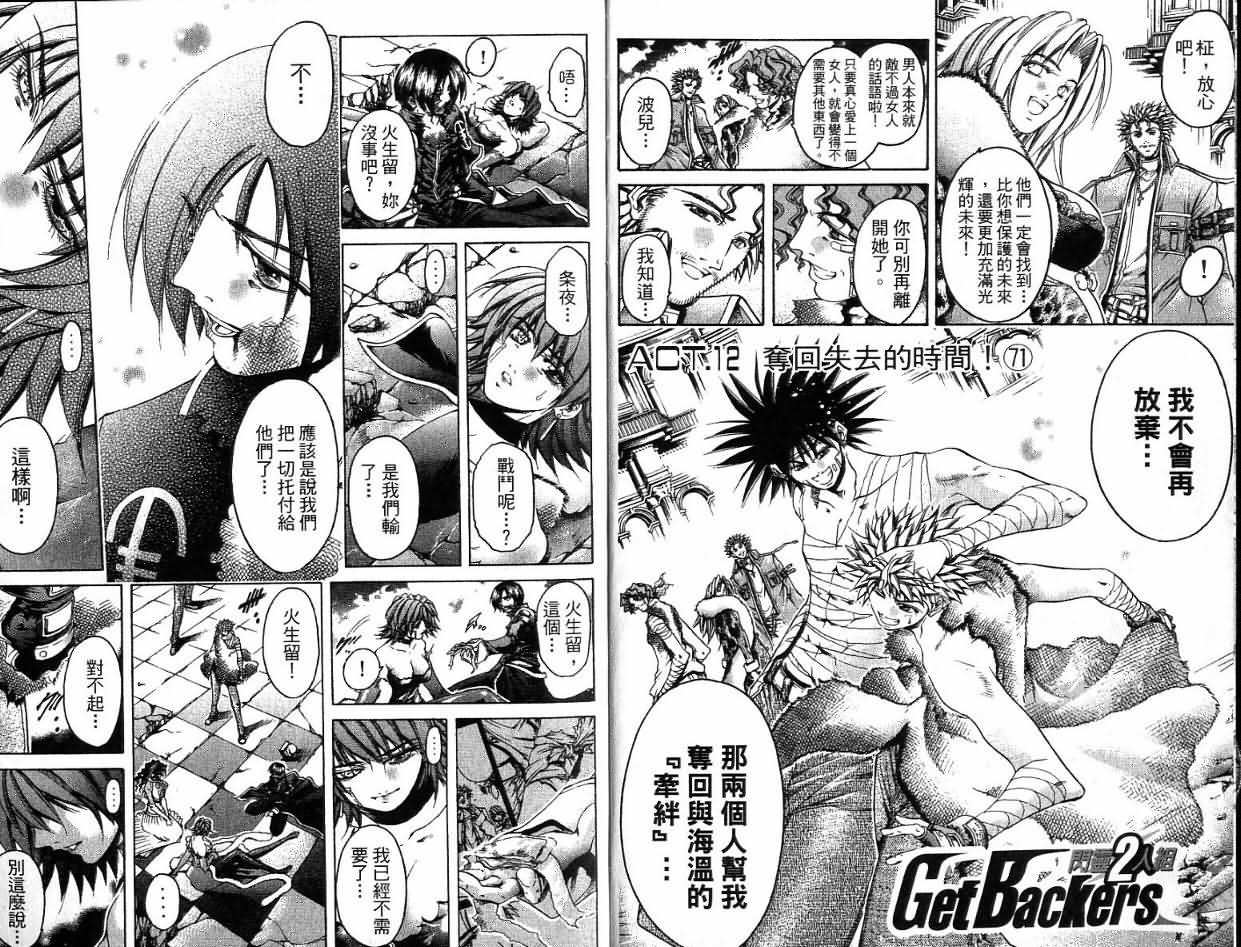 柾，放心
吧！
他們一定會找到…
比你想保護的未來
，還要更加充滿光
輝的未來！
！
男人本來就
敵不過女人
的話語啦！
只要真心愛上一個
女人，就會變得不
需要其他東西了。
波兒…
你可別再離
開她了。
我知道…
ACT.12 奪回失去的時間！71
我不會再
放棄…
那兩個人幫我
奪回與海溫的
『牽絆』…
閃靈2人組
GetBackers
唔…
！
火生留，妳
沒事吧？
条夜…
戰鬥呢…？
…
是我們輸
了…
不…
應該是說我們
把一切托付給
他們了…
…
這樣啊…
火生留，
這個…
！
…
我已經不需
要了…
火生留！
對不起…
…
別這麼說…